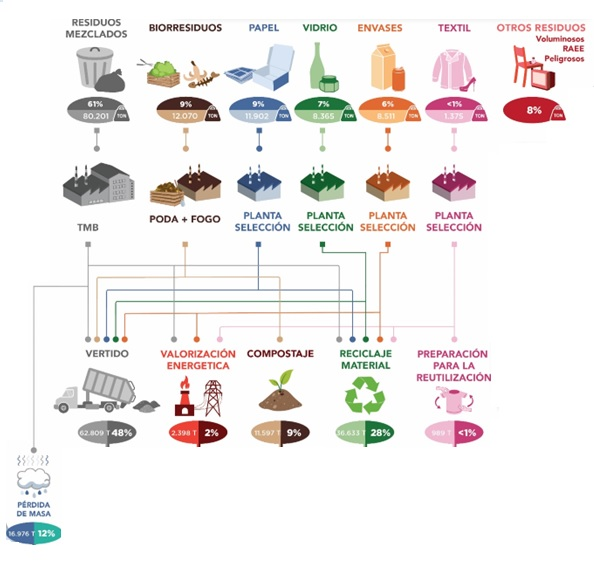 RESIDUOS
MEZCLADOS
BIORRESIDUOS
PAPEL
VIDRIO
ENVASES
TEXTIL
OTROS RESIDUOS
Voluminosos
RAEE
Peligrosos
61%
80.201
TON
9%
12.070
TON
9%
11.902
TON
7%
8.365
TON
6%
8.511
TON
<1%
1.375
TON
8%
TON
TMB
PODA + FOGO
PLANTA
SELECCIÓN
PLANTA
SELECCIÓN
PLANTA
SELECCIÓN
PLANTA
SELECCIÓN
VERTIDO
VALORIZACIÓN
ENERGETICA
COMPOSTAJE
RECICLAJE
MATERIAL
PREPARACIÓN
PARA LA
REUTILIZACIÓN
62.809 T 48%
2.398 T 2%
11.597 T 9%
36.633 T 28%
989 T <1%
PÉRDIDA
DE MASA
16.976 T 12%